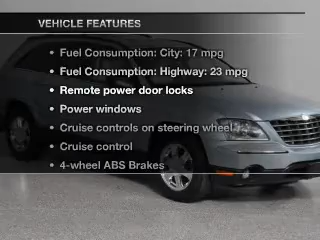 VEHICLE FEATURES
• Fuel Consumption: City: 17 mpg
• Fuel Consumption: Highway: 23 mpg
• Remote power door locks
• Power windows
• Cruise controls on steering wheel
• Cruise control
• 4-wheel ABS Brakes